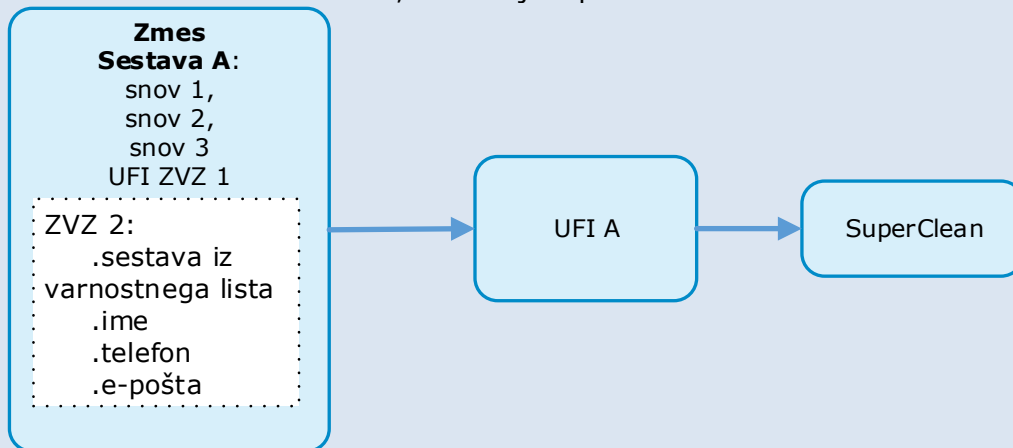 Zmes
Sestava A:
snov 1,
snov 2,
snov 3
UFI ZVZ 1
ZVZ 2:
.sestava iz
varnostnega lista
.ime
.telefon
.e-pošta
UFI A
SuperClean